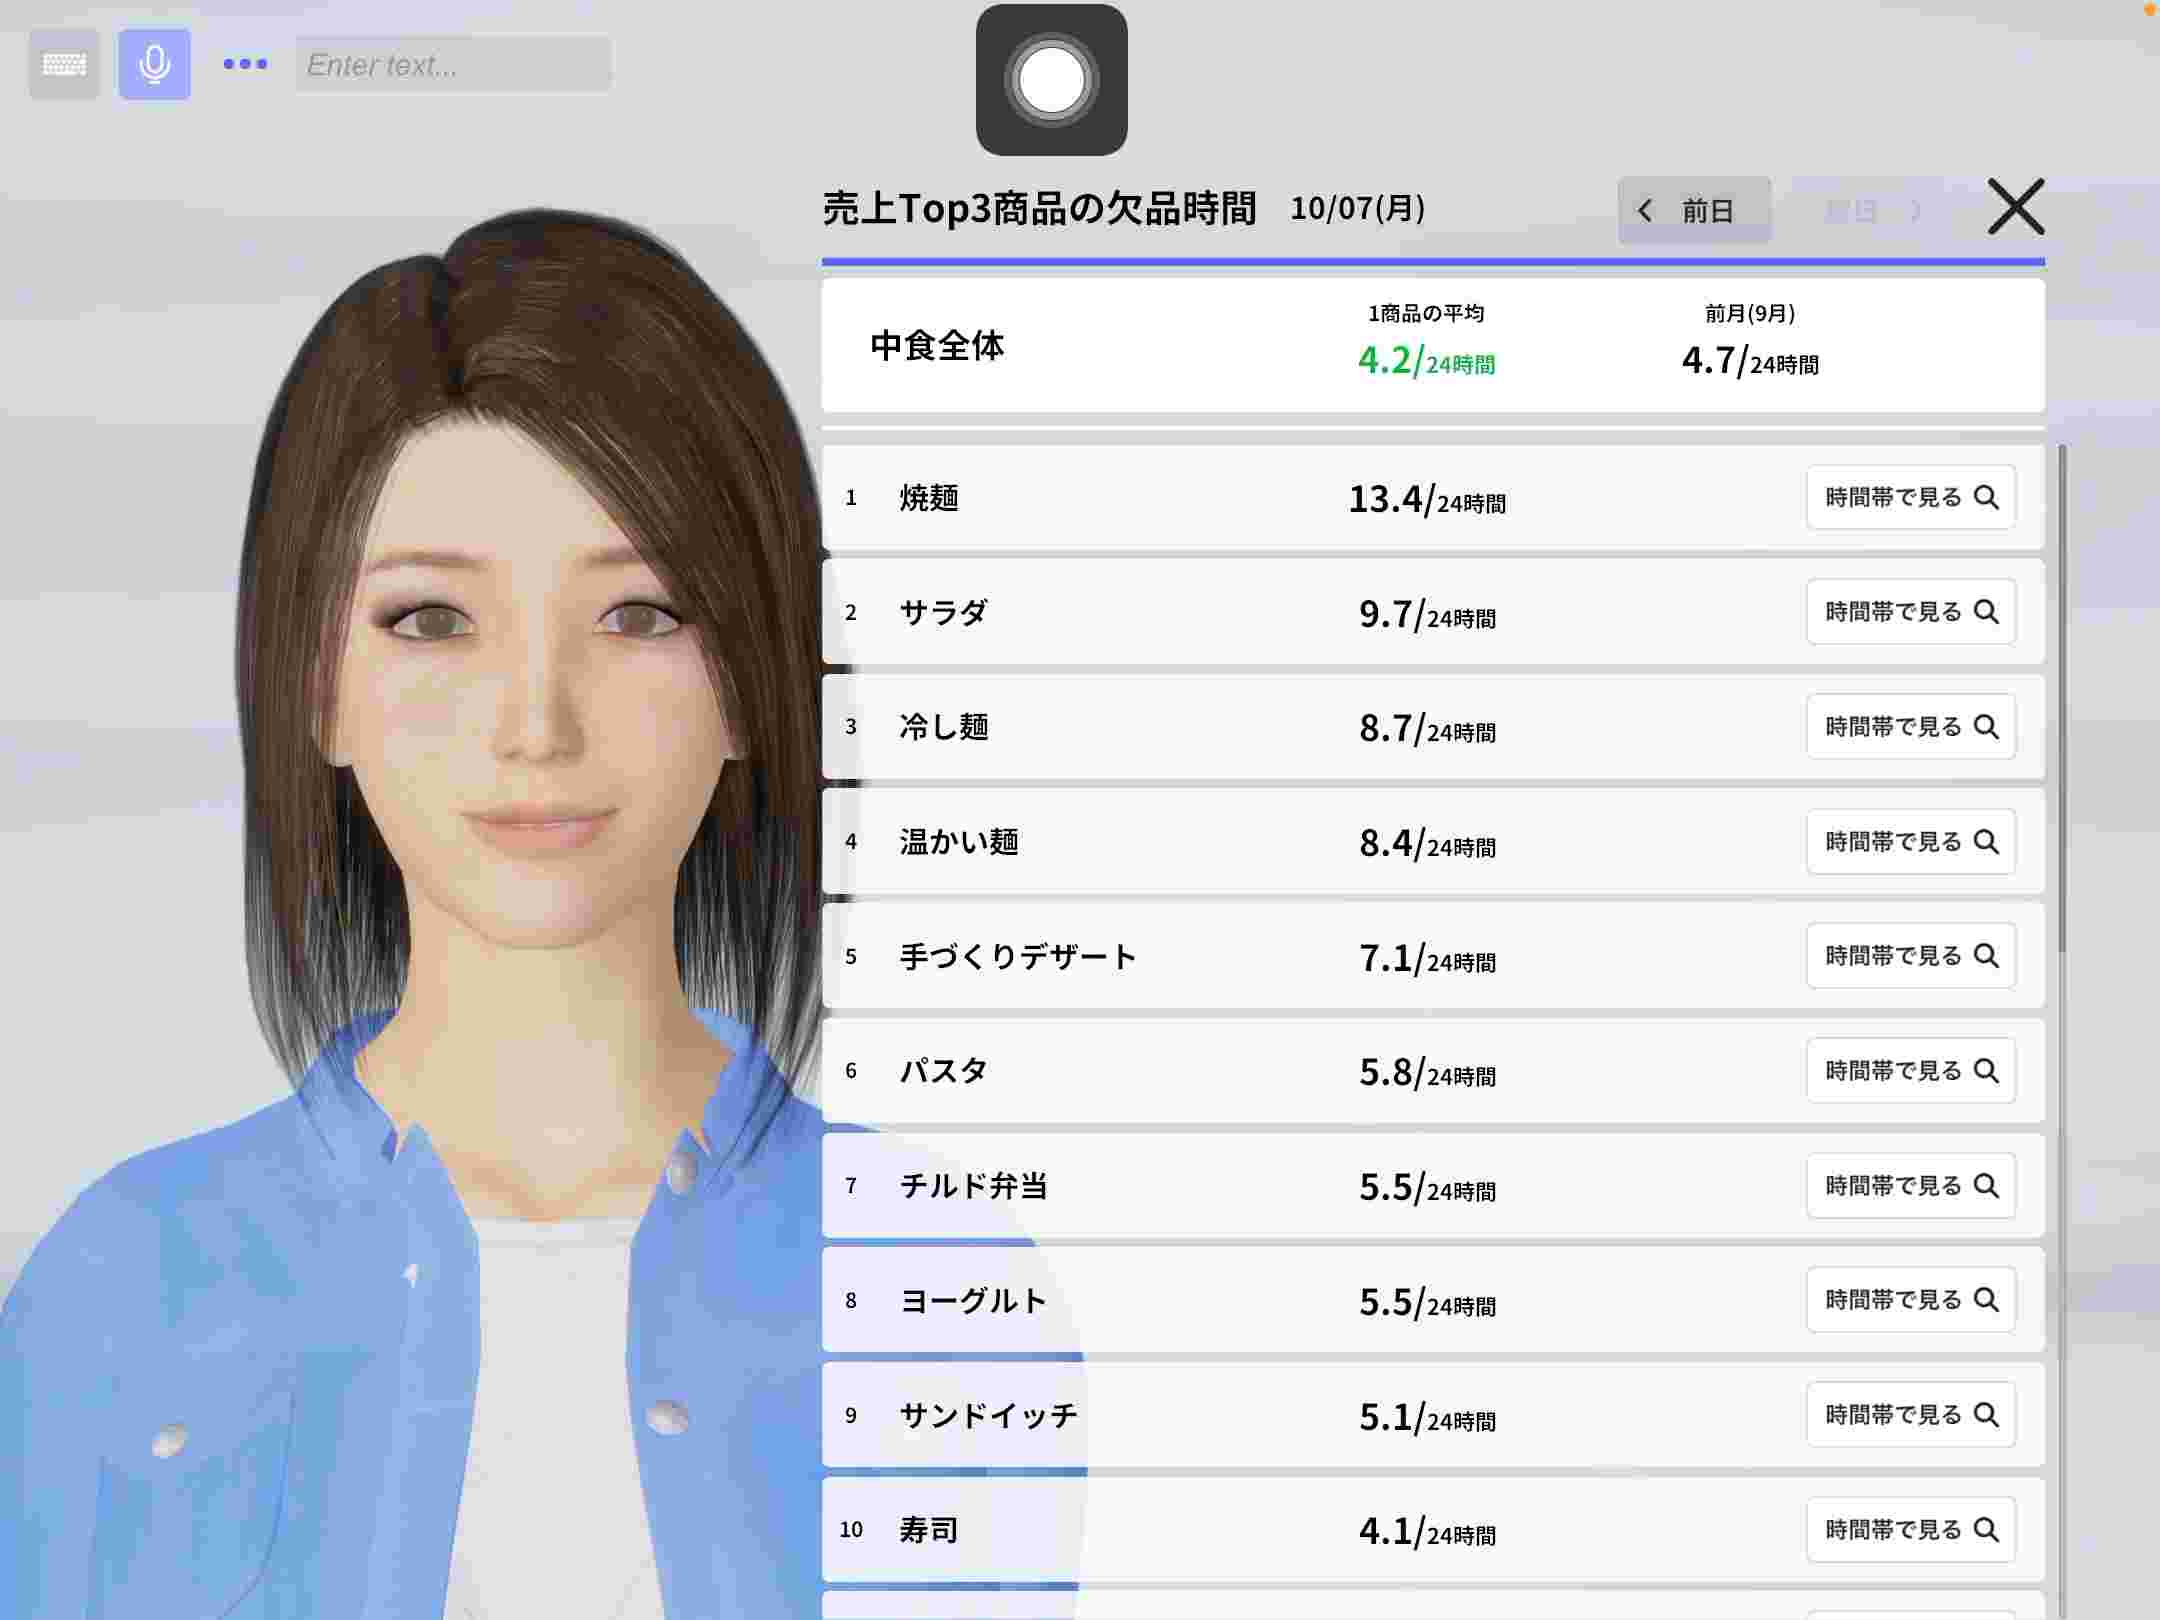 Enter text...
売上Top3商品の欠品時間 10/07(月) 前日 翌日
中食全体
1商品の平均
4.2/24時間
前月(9月)
4.7/24時間
1 焼麺 13.4/24時間 時間帯で見る
2 サラダ 9.7/24時間 時間帯で見る
3 冷し麺 8.7/24時間 時間帯で見る
4 温かい麺 8.4/24時間 時間帯で見る
5 手づくりデザート 7.1/24時間 時間帯で見る
6 パスタ 5.8/24時間 時間帯で見る
7 チルド弁当 5.5/24時間 時間帯で見る
8 ヨーグルト 5.5/24時間 時間帯で見る
9 サンドイッチ 5.1/24時間 時間帯で見る
10 寿司 4.1/24時間 時間帯で見る